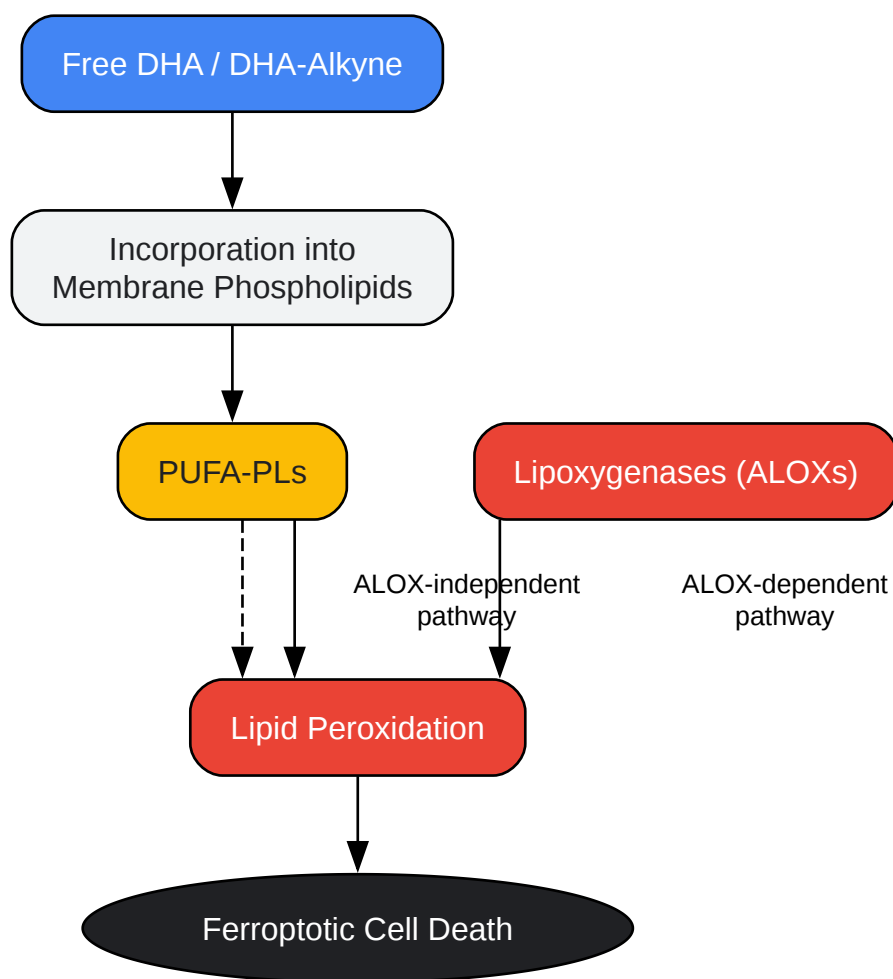 Free DHA / DHA-Alkyne
Incorporation into
Membrane Phospholipids
PUFA-PLs
Lipoxygenases (ALOXs)
ALOX-independent
pathway
ALOX-dependent
pathway
Lipid Peroxidation
Ferroptotic Cell Death